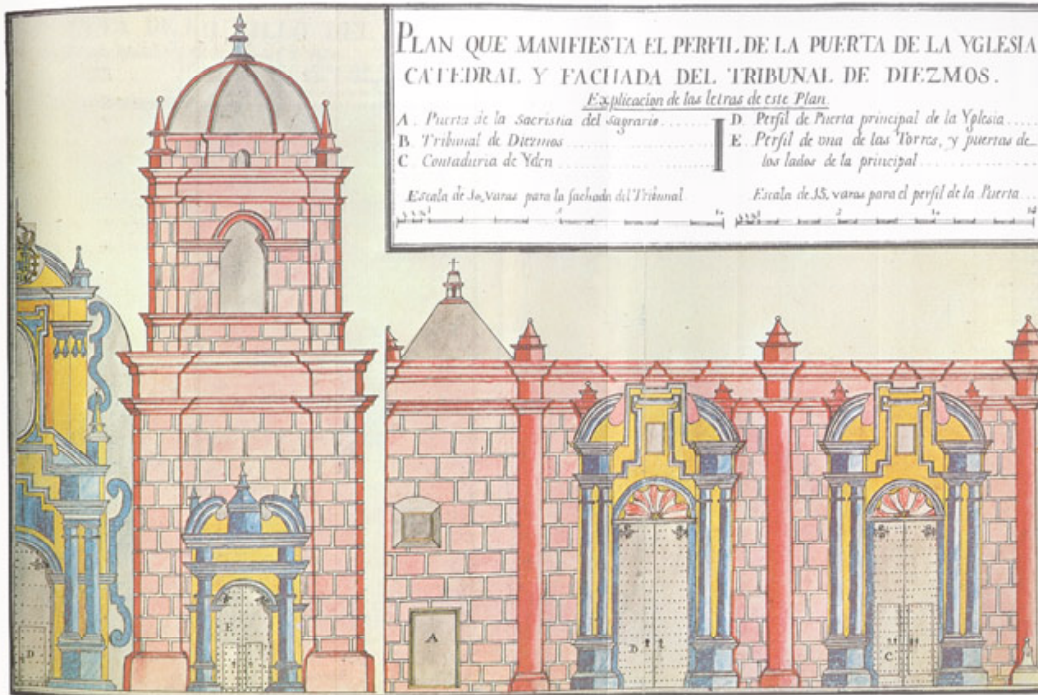 PLAN QUE MANIFIESTA EL PERFIL DE LA PUERTA DE LA YGLESIA
CATEDRAL Y FACHADA DEL TRIBUNAL DE DIEZMOS.
Explicacion de las letras de este Plan.
A. Puerta de la Sacristia del Sagrario
B Tribunal de Diezmos
C Contaduria de Yden
D Perfil de Puerta principal de la Yglesia
E. Perfil de una de las Torres, y puertas de
los lados de la principal
Escala de 30, varas para la fachada del Tribunal
Escala de 35, varas para el perfil de la Puerta
D
E
A
D
C